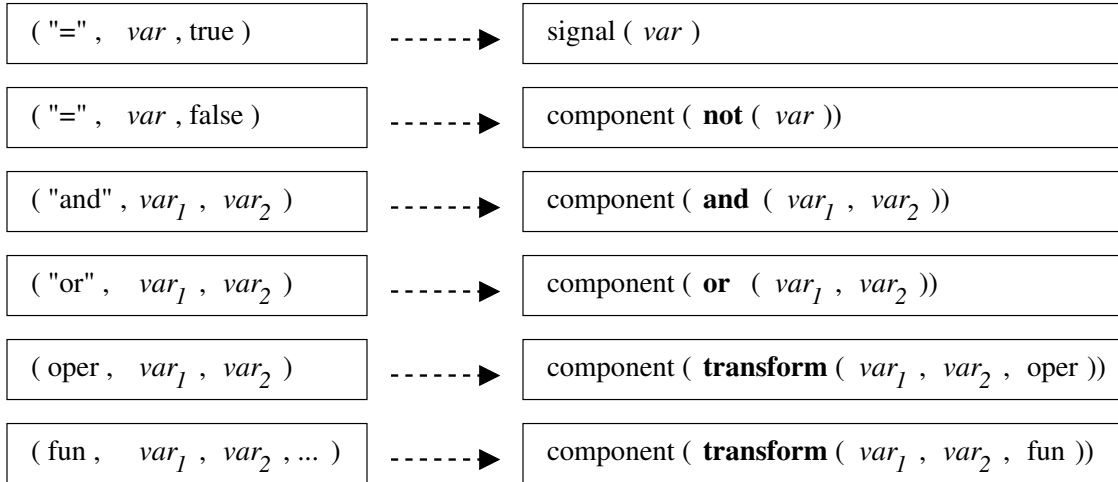 ( "=" , var , true ) signal ( var )
( "=" , var , false ) component ( not ( var ))
( "and" , var1 , var2 ) component ( and ( var1 , var2 ))
( "or" , var1 , var2 ) component ( or ( var1 , var2 ))
( oper , var1 , var2 ) component ( transform ( var1 , var2 , oper ))
( fun , var1 , var2 , ... ) component ( transform ( var1 , var2 , fun ))